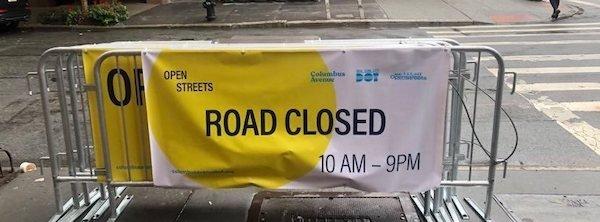 OPEN
STREETS
Columbus
Avenue
DOT
ROAD CLOSED
10 AM – 9PM
OP